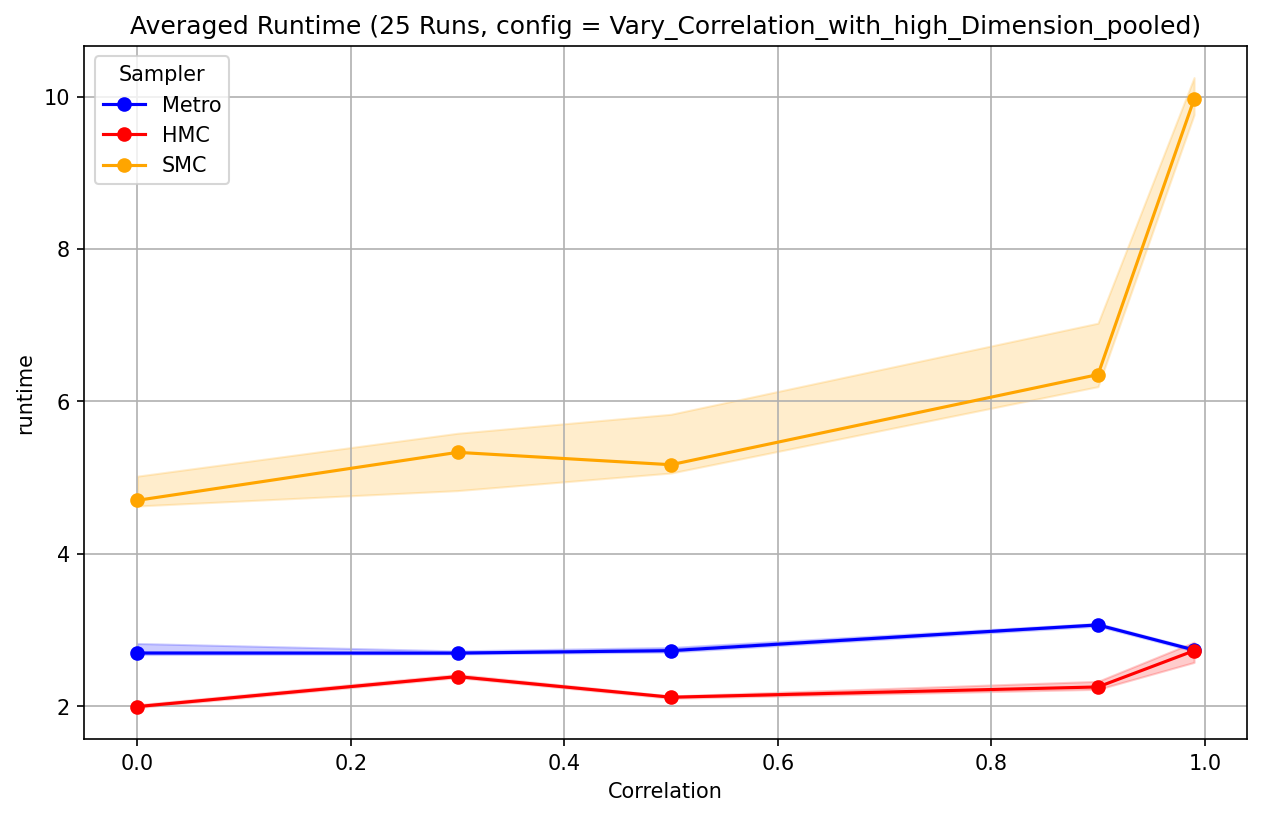 Averaged Runtime (25 Runs, config = Vary_Correlation_with_high_Dimension_pooled)
Sampler
Metro
HMC
SMC
runtime
10
8
6
4
2
0.0 0.2 0.4 0.6 0.8 1.0
Correlation